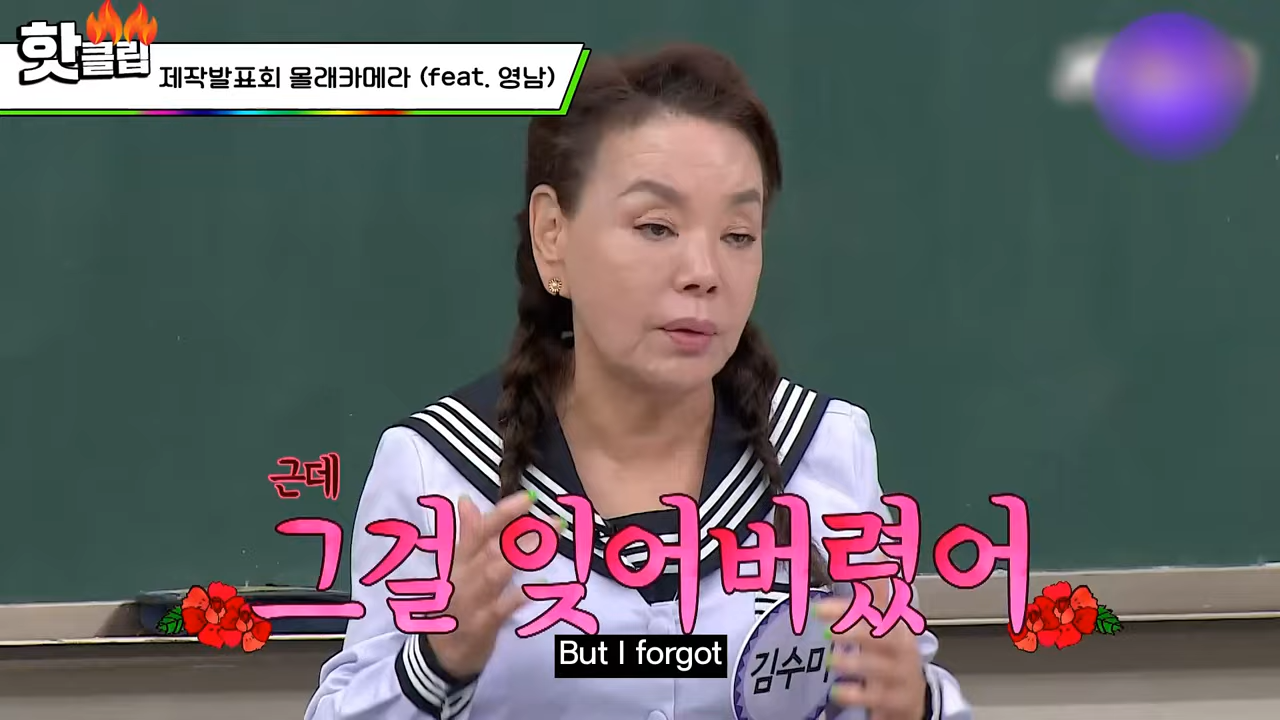 핫클립
제작발표회 몰래카메라 (feat. 영남)
근데
그걸 잊어버렸어
But I forgot
김수미